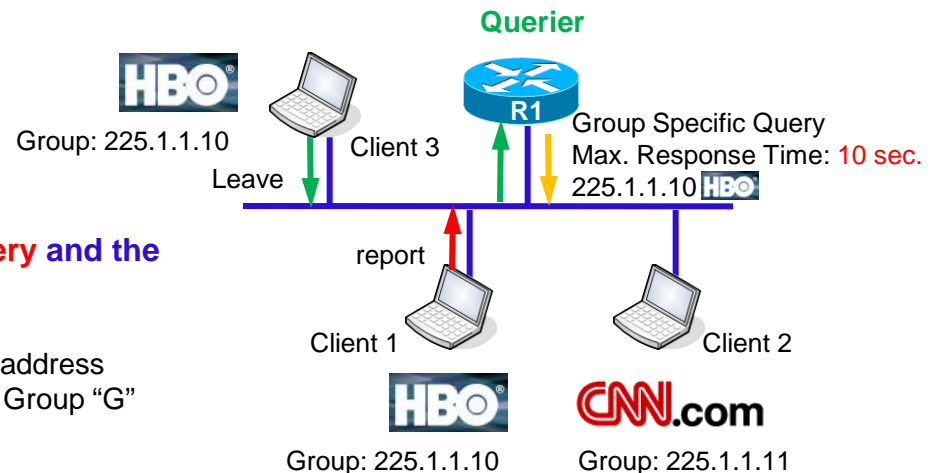 Querier
HBO®
R1
Group Specific Query
Group: 225.1.1.10
Client 3
Max. Response Time: 10 sec.
Leave
225.1.1.10 HBO
ery and the
report
Client 1
Client 2
address
Group “G”
HBO®
CNN.com
Group: 225.1.1.10
Group: 225.1.1.11